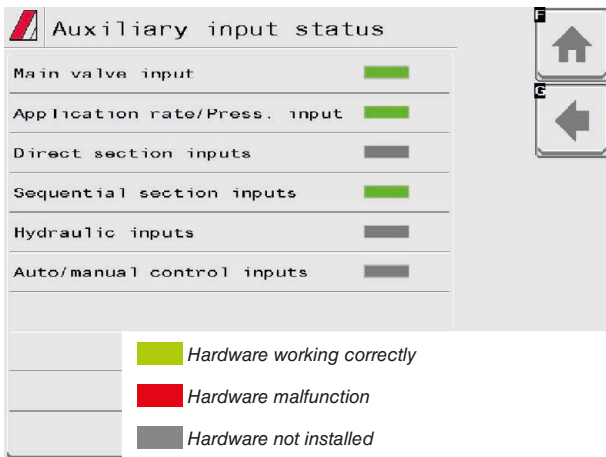 Auxiliary input status
F
Main valve input
G
Application rate/Press. input
Direct section inputs
Sequential section inputs
Hydraulic inputs
Auto/manual control inputs
Hardware working correctly
Hardware malfunction
Hardware not installed